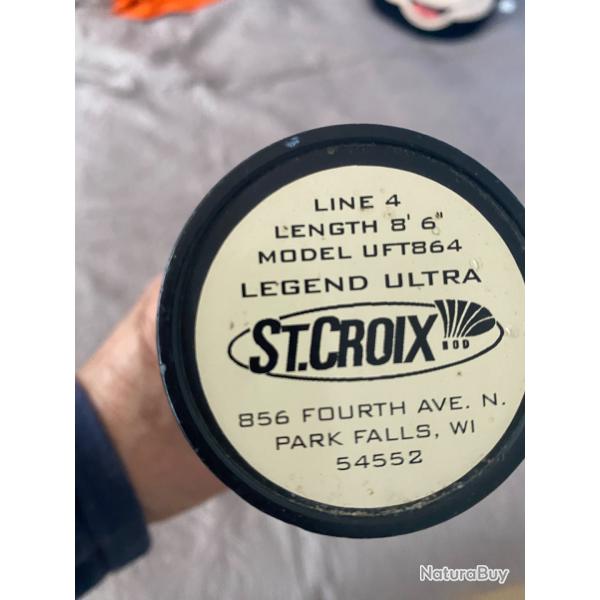 LINE 4
LENGTH 8' 6"
MODEL UFT864
LEGEND ULTRA
ST.CROIX
ROD
856 FOURTH AVE. N.
PARK FALLS, WI
54552
NaturaBuy